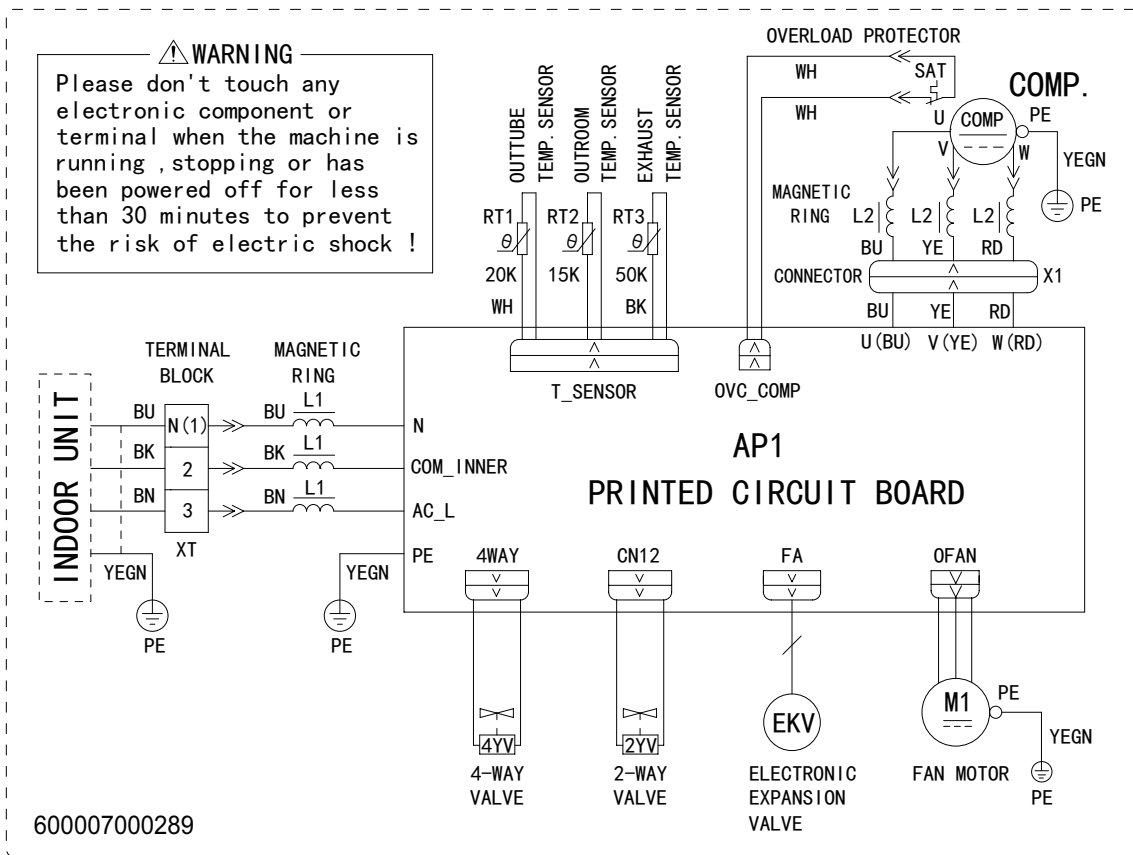 WARNING
Please don't touch any
electronic component or
terminal when the machine is
running ,stopping or has
been powered off for less
than 30 minutes to prevent
the risk of electric shock !
OUTTUBE
TEMP. SENSOR
OUTROOM
TEMP. SENSOR
EXHAUST
TEMP. SENSOR
RT1
RT2
RT3
θ
θ
θ
20K
15K
50K
WH
BK
T_SENSOR
OVERLOAD PROTECTOR
WH
SAT
WH
OVC_COMP
COMP.
U
COMP
PE
V
W
YEGN
PE
MAGNETIC
RING
L2
L2
L2
BU
YE
RD
CONNECTOR
X1
BU
YE
RD
U(BU)
V(YE)
W(RD)
INDOOR UNIT
TERMINAL
BLOCK
MAGNETIC
RING
BU
N(1)
BU
L1
N
BK
2
BK
L1
COM_INNER
BN
3
BN
L1
AC_L
XT
YEGN
PE
YEGN
PE
PE
AP1
PRINTED CIRCUIT BOARD
4WAY
CN12
FA
OFAN
4YV
4-WAY
VALVE
2YV
2-WAY
VALVE
EKV
ELECTRONIC
EXPANSION
VALVE
M1
PE
YEGN
FAN MOTOR
PE
600007000289